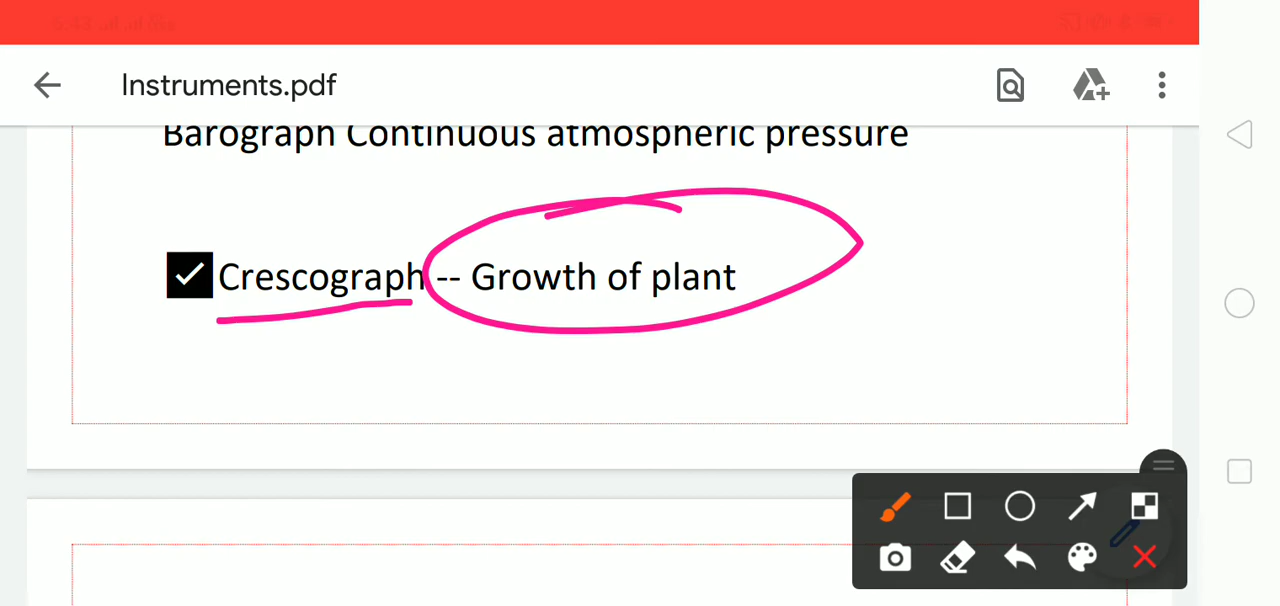 Instruments.pdf
Barograph Continuous atmospheric pressure
Crescograph -- Growth of plant